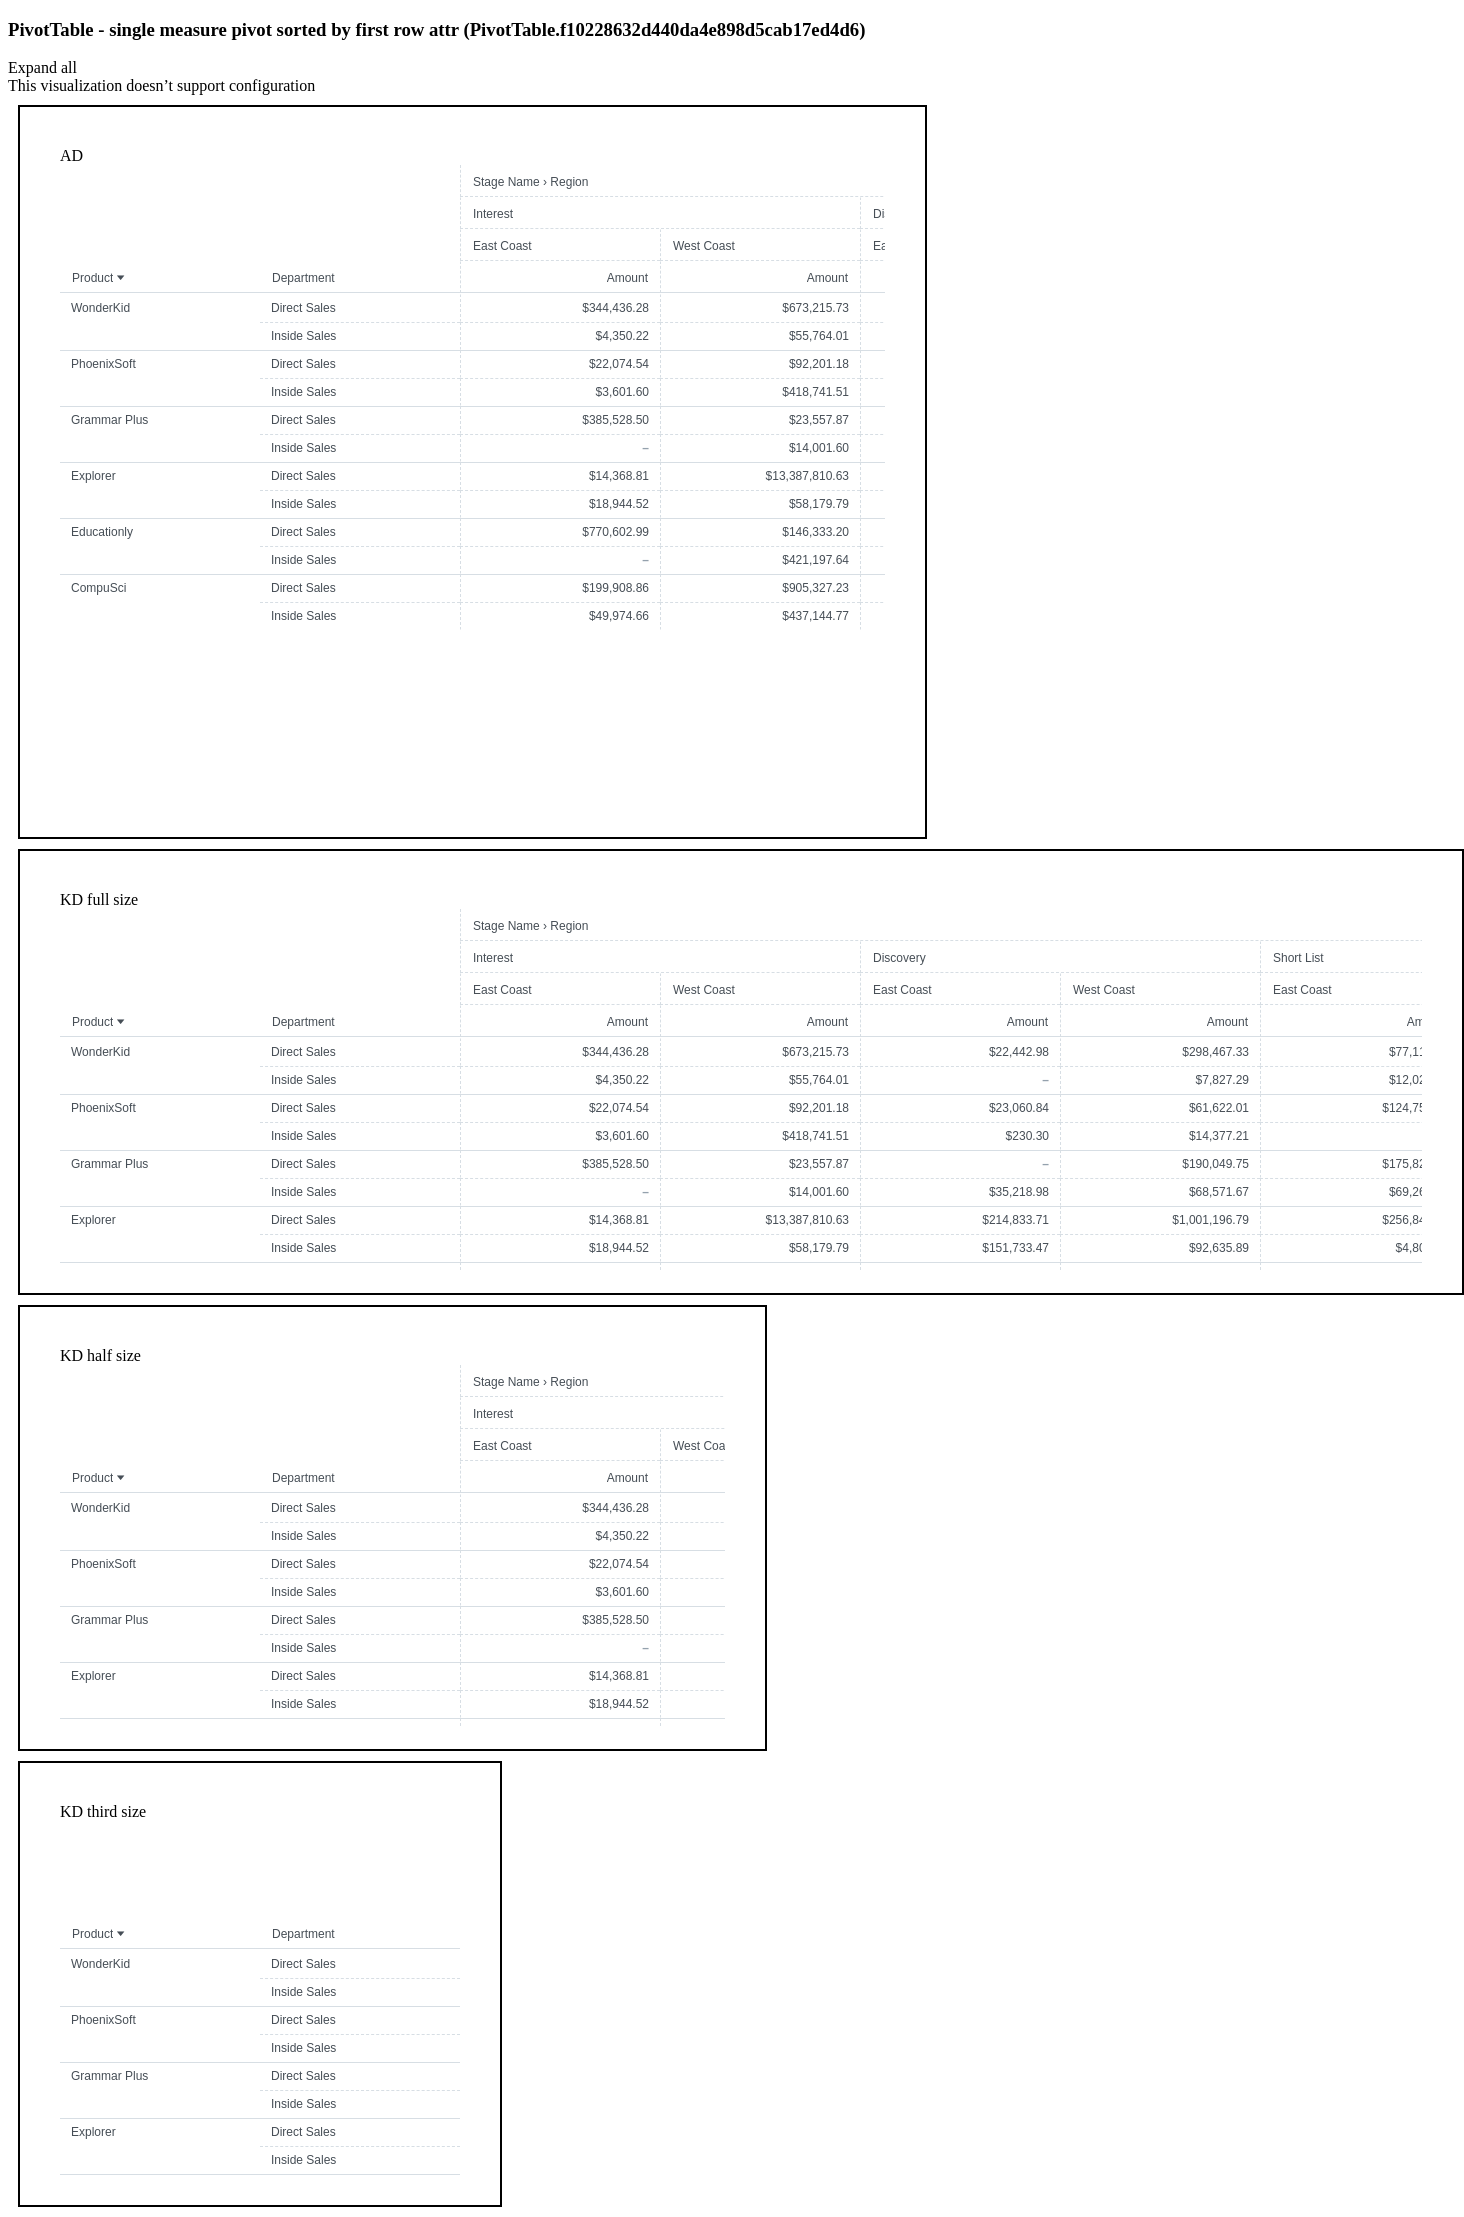 PivotTable - single measure pivot sorted by first row attr (PivotTable.f10228632d440da4e898d5cab17ed4d6)
Expand all
This visualization doesn’t support configuration
AD
Stage Name › Region
Interest Di
East Coast West Coast Ea
Product Department Amount Amount
WonderKid Direct Sales $344,436.28 $673,215.73
Inside Sales $4,350.22 $55,764.01
PhoenixSoft Direct Sales $22,074.54 $92,201.18
Inside Sales $3,601.60 $418,741.51
Grammar Plus Direct Sales $385,528.50 $23,557.87
Inside Sales – $14,001.60
Explorer Direct Sales $14,368.81 $13,387,810.63
Inside Sales $18,944.52 $58,179.79
Educationly Direct Sales $770,602.99 $146,333.20
Inside Sales – $421,197.64
CompuSci Direct Sales $199,908.86 $905,327.23
Inside Sales $49,974.66 $437,144.77
KD full size
Stage Name › Region
Interest Discovery Short List
East Coast West Coast East Coast West Coast East Coast
Product Department Amount Amount Amount Amount Am
WonderKid Direct Sales $344,436.28 $673,215.73 $22,442.98 $298,467.33 $77,11
Inside Sales $4,350.22 $55,764.01 – $7,827.29 $12,02
PhoenixSoft Direct Sales $22,074.54 $92,201.18 $23,060.84 $61,622.01 $124,75
Inside Sales $3,601.60 $418,741.51 $230.30 $14,377.21
Grammar Plus Direct Sales $385,528.50 $23,557.87 – $190,049.75 $175,82
Inside Sales – $14,001.60 $35,218.98 $68,571.67 $69,26
Explorer Direct Sales $14,368.81 $13,387,810.63 $214,833.71 $1,001,196.79 $256,84
Inside Sales $18,944.52 $58,179.79 $151,733.47 $92,635.89 $4,80
KD half size
Stage Name › Region
Interest
East Coast West Coa
Product Department Amount
WonderKid Direct Sales $344,436.28
Inside Sales $4,350.22
PhoenixSoft Direct Sales $22,074.54
Inside Sales $3,601.60
Grammar Plus Direct Sales $385,528.50
Inside Sales –
Explorer Direct Sales $14,368.81
Inside Sales $18,944.52
KD third size
Product Department
WonderKid Direct Sales
Inside Sales
PhoenixSoft Direct Sales
Inside Sales
Grammar Plus Direct Sales
Inside Sales
Explorer Direct Sales
Inside Sales